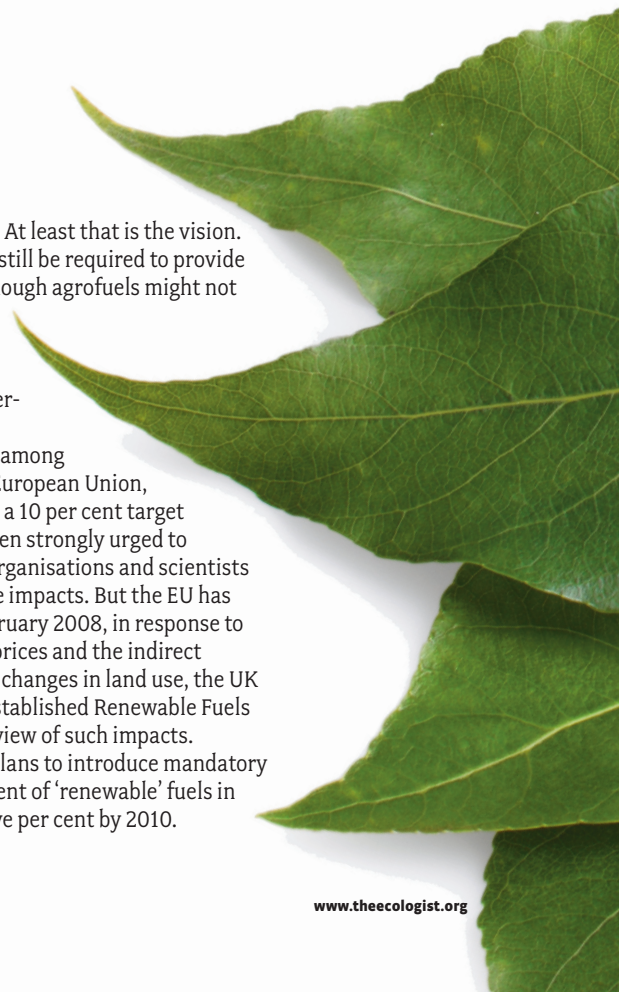 At least that is the vision.
still be required to provide
ough agrofuels might not
er-
among
European Union,
a 10 per cent target
en strongly urged to
rganisations and scientists
e impacts. But the EU has
ruary 2008, in response to
prices and the indirect
changes in land use, the UK
stablished Renewable Fuels
view of such impacts.
lans to introduce mandatory
ent of ‘renewable’ fuels in
ve per cent by 2010.
www.theecologist.org